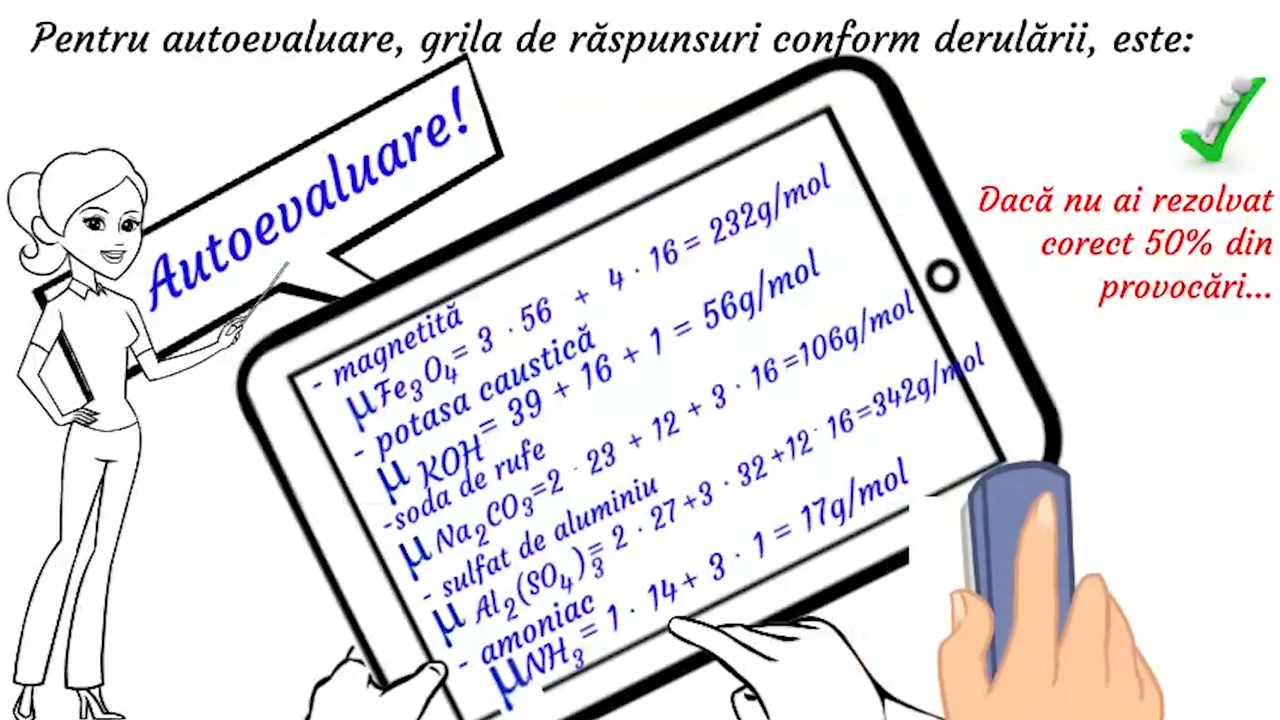 Pentru autoevaluare, grila de răspunsuri conform derulării, este:
Autoevaluare!
Dacă nu ai rezolvat
corect 50% din
provocări...
- magnetită
μFe₃O₄= 3 · 56 + 4 · 16 = 232g/mol
- potasa caustică
μ KOH = 39 + 16 + 1 = 56g/mol
-soda de rufe
μ Na₂CO₃=2 · 23 + 12 + 3 · 16 =106g/mol
- sulfat de aluminiu
μ Al₂(SO₄)₃= 2 · 27 +3 · 32 +12· 16=342g/mol
- amoniac
μNH₃ = 1 · 14+ 3 · 1 = 17g/mol